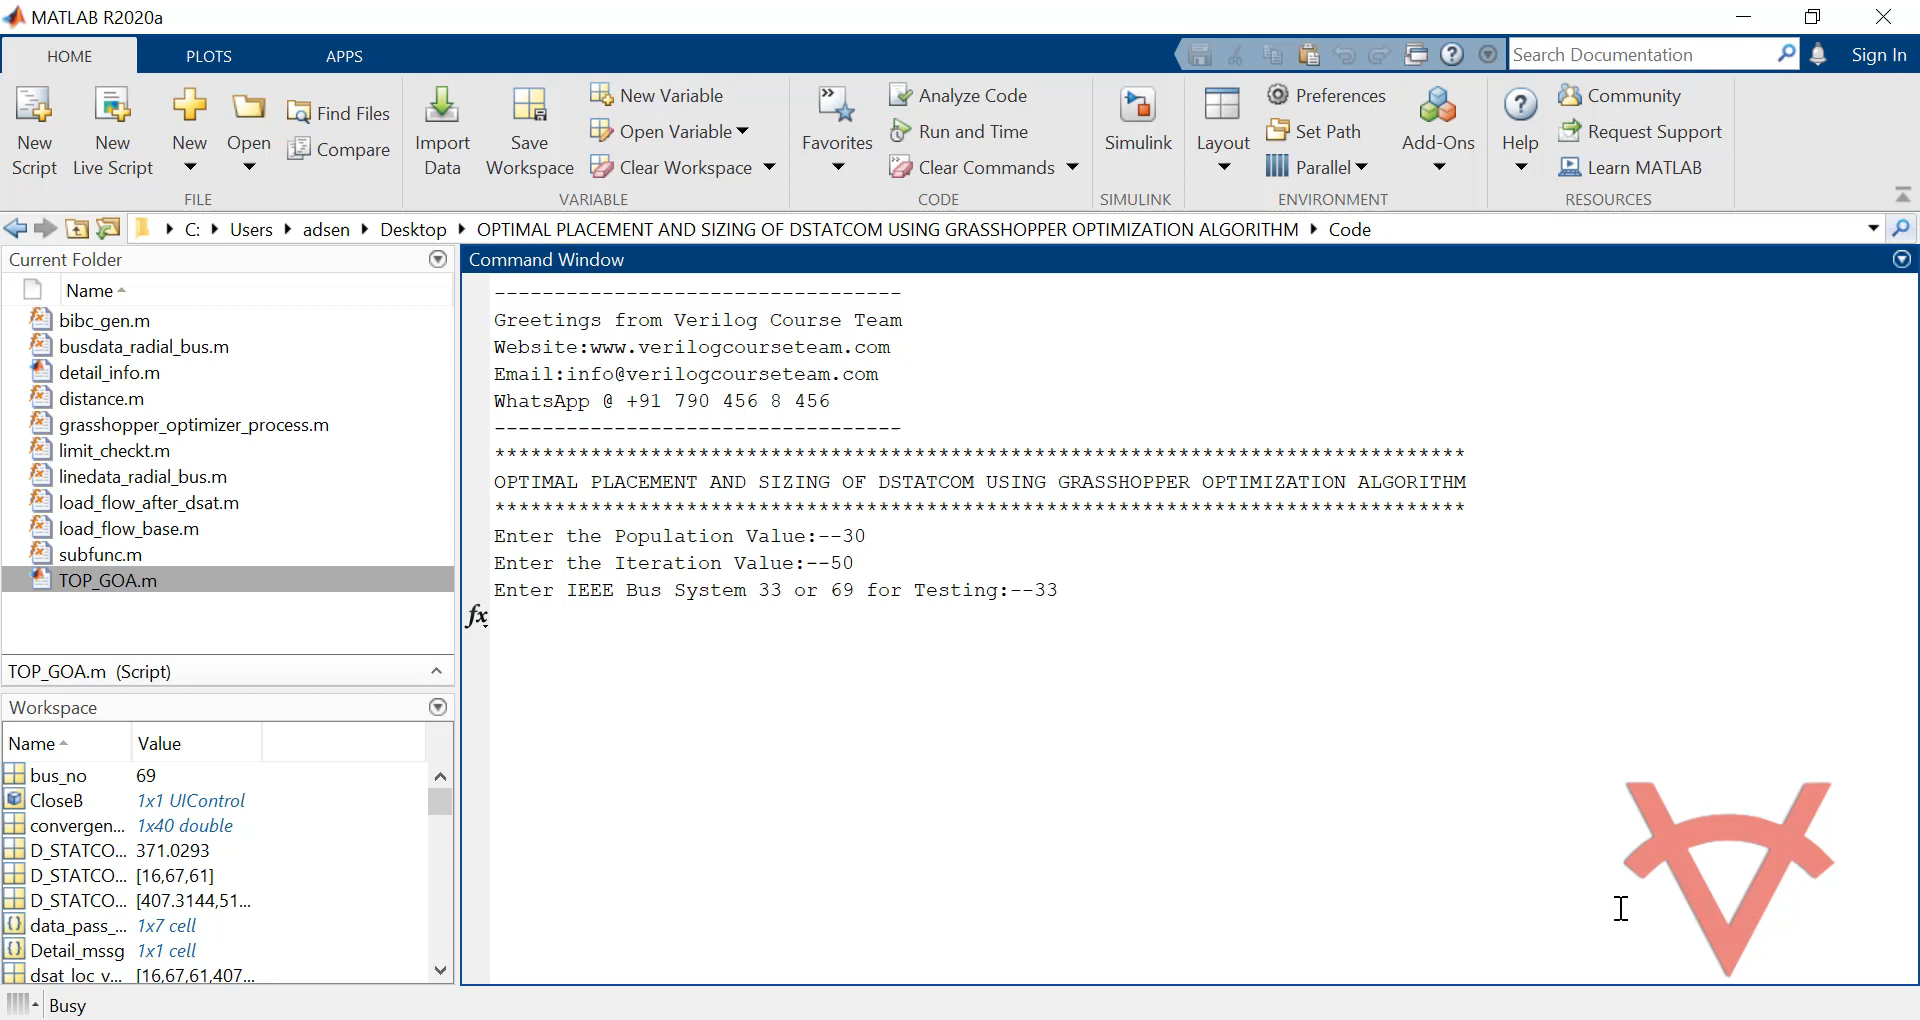 MATLAB R2020a
HOME PLOTS APPS
Search Documentation
Sign In
New Script
New Live Script
New
Open
Find Files
Compare
FILE
Import Data
Save Workspace
New Variable
Open Variable
Clear Workspace
VARIABLE
Favorites
Analyze Code
Run and Time
Clear Commands
CODE
Simulink
SIMULINK
Layout
Preferences
Set Path
Parallel
Add-Ons
ENVIRONMENT
Help
Community
Request Support
Learn MATLAB
RESOURCES
C: Users adsen Desktop OPTIMAL PLACEMENT AND SIZING OF DSTATCOM USING GRASSHOPPER OPTIMIZATION ALGORITHM Code
Current Folder
Name
bibc_gen.m
busdata_radial_bus.m
detail_info.m
distance.m
grasshopper_optimizer_process.m
limit_checkt.m
linedata_radial_bus.m
load_flow_after_dsat.m
load_flow_base.m
subfunc.m
TOP_GOA.m
TOP_GOA.m (Script)
Workspace
Name Value
bus_no 69
CloseB 1x1 UIControl
convergen... 1x40 double
D_STATCO... 371.0293
D_STATCO... [16,67,61]
D_STATCO... [407.3144,51...
data_pass_... 1x7 cell
Detail_mssg 1x1 cell
dsat_loc_v... [16,67,61,407...
Busy
Command Window
----------------------------------
Greetings from Verilog Course Team
Website:www.verilogcourseteam.com
Email:info@verilogcourseteam.com
WhatsApp @ +91 790 456 8 456
----------------------------------
*********************************************************************************
OPTIMAL PLACEMENT AND SIZING OF DSTATCOM USING GRASSHOPPER OPTIMIZATION ALGORITHM
*********************************************************************************
Enter the Population Value:--30
Enter the Iteration Value:--50
Enter IEEE Bus System 33 or 69 for Testing:--33
fx